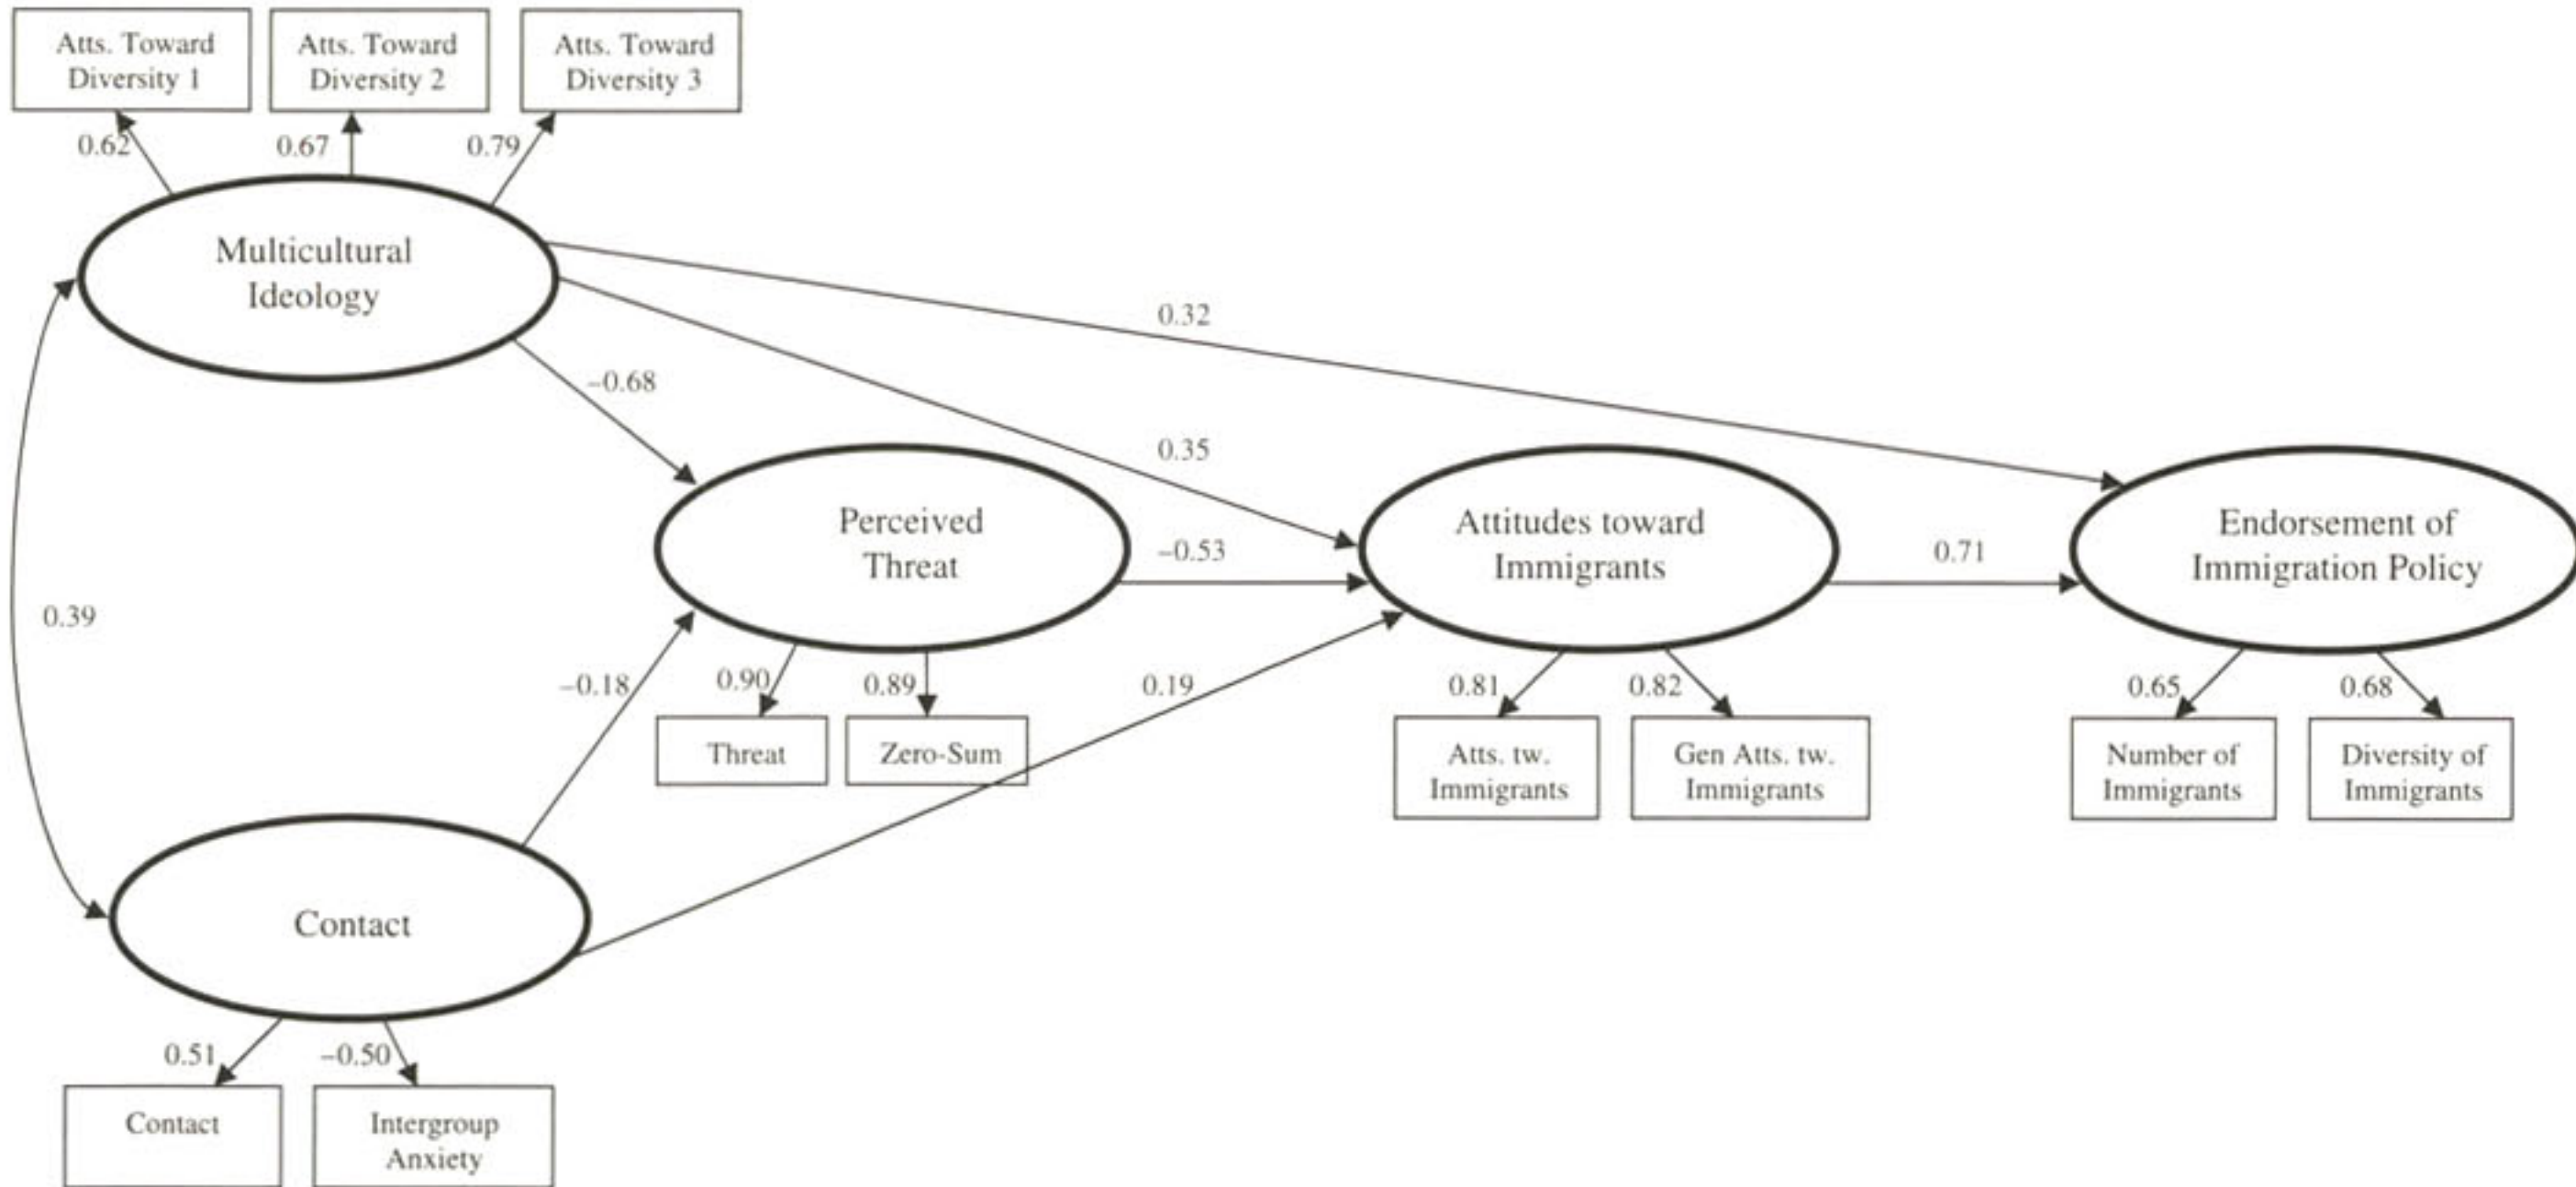 Atts. Toward
Diversity 1
Atts. Toward
Diversity 2
Atts. Toward
Diversity 3
0.62
0.67
0.79
Multicultural
Ideology
0.32
–0.68
0.35
Perceived
Threat
–0.53
Attitudes toward
Immigrants
0.71
Endorsement of
Immigration Policy
0.39
–0.18
0.90
0.89
0.19
0.81
0.82
0.65
0.68
Threat
Zero-Sum
Atts. tw.
Immigrants
Gen Atts. tw.
Immigrants
Number of
Immigrants
Diversity of
Immigrants
Contact
0.51
–0.50
Contact
Intergroup
Anxiety